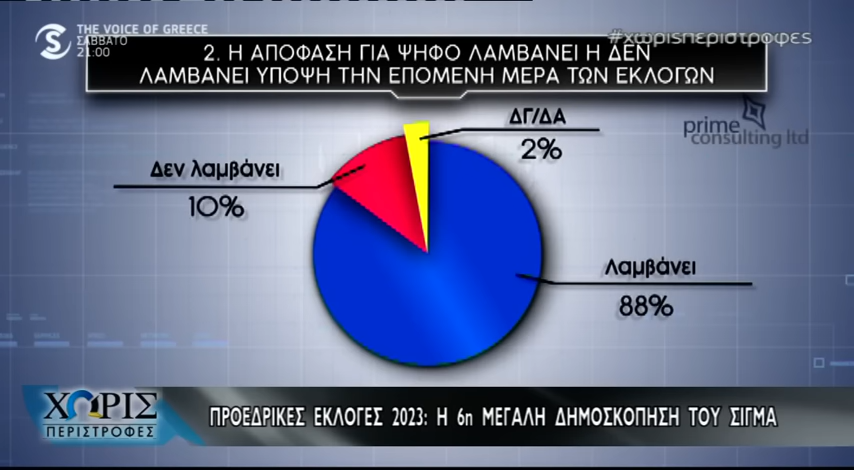 THE VOICE OF GREECE
ΣΑΒΒΑΤΟ
21:00
#χωρίςπεριστροφές
2. Η ΑΠΟΦΑΣΗ ΓΙΑ ΨΗΦΟ ΛΑΜΒΑΝΕΙ Η ΔΕΝ
ΛΑΜΒΑΝΕΙ ΥΠΟΨΗ ΤΗΝ ΕΠΟΜΕΝΗ ΜΕΡΑ ΤΩΝ ΕΚΛΟΓΩΝ
prime
consulting ltd
ΔΓ/ΔΑ
2%
Δεν λαμβάνει
10%
Λαμβάνει
88%
ΧΩΡΙΣ
ΠΕΡΙΣΤΡΟΦΕΣ
ΠΡΟΕΔΡΙΚΕΣ ΕΚΛΟΓΕΣ 2023: Η 6η ΜΕΓΑΛΗ ΔΗΜΟΣΚΟΠΗΣΗ ΤΟΥ ΣΙΓΜΑ